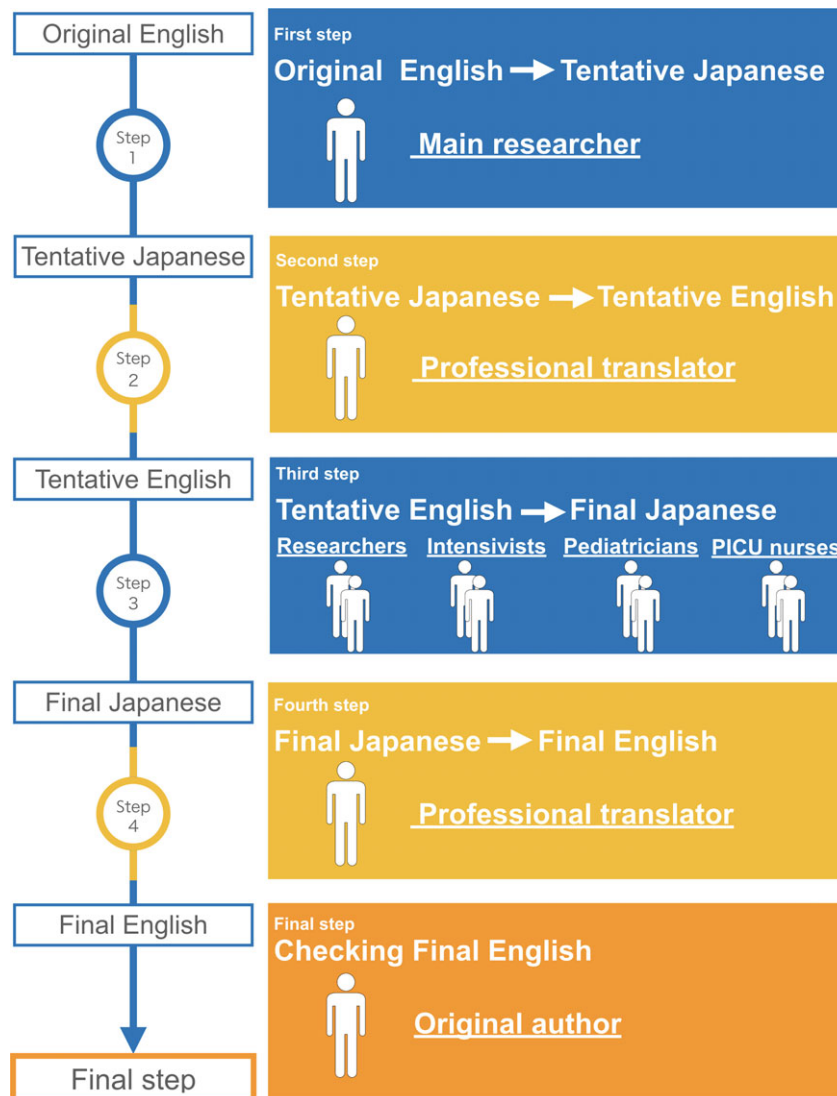 Original English
First step
Original English → Tentative Japanese
Step
1
Main researcher
Tentative Japanese
Second step
Tentative Japanese → Tentative English
Step
2
Professional translator
Tentative English
Third step
Tentative English → Final Japanese
Researchers Intensivists Pediatricians PICU nurses
Step
3
Final Japanese
Fourth step
Final Japanese → Final English
Step
4
Professional translator
Final English
Final step
Checking Final English
Original author
Final step